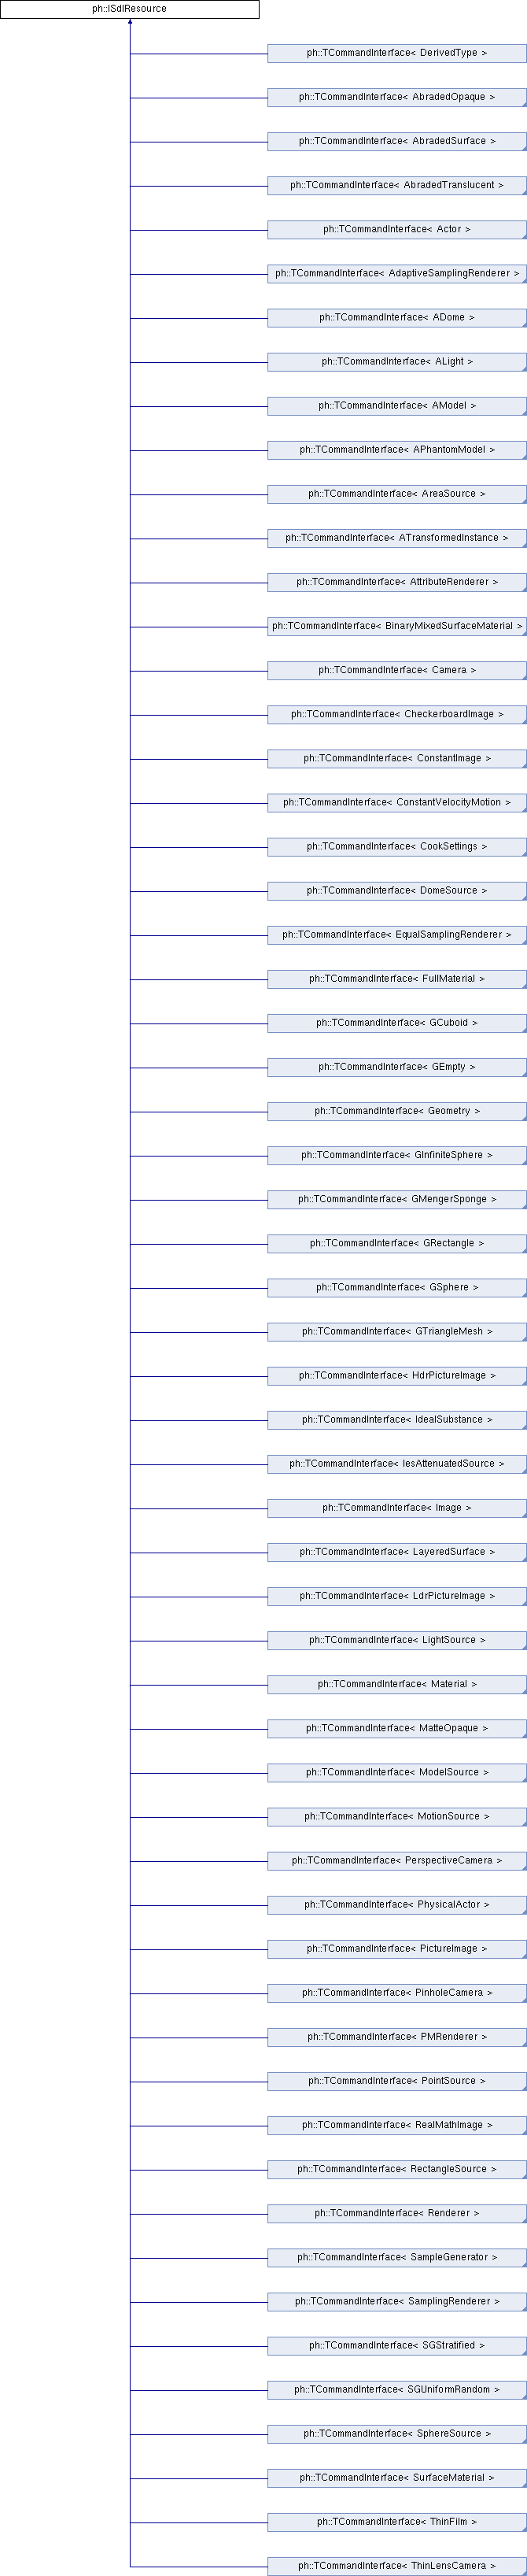 ph::ISdlResource
ph::TCommandInterface< DerivedType >
ph::TCommandInterface< AbradedOpaque >
ph::TCommandInterface< AbradedSurface >
ph::TCommandInterface< AbradedTranslucent >
ph::TCommandInterface< Actor >
ph::TCommandInterface< AdaptiveSamplingRenderer >
ph::TCommandInterface< ADome >
ph::TCommandInterface< ALight >
ph::TCommandInterface< AModel >
ph::TCommandInterface< APhantomModel >
ph::TCommandInterface< AreaSource >
ph::TCommandInterface< ATransformedInstance >
ph::TCommandInterface< AttributeRenderer >
ph::TCommandInterface< BinaryMixedSurfaceMaterial >
ph::TCommandInterface< Camera >
ph::TCommandInterface< CheckerboardImage >
ph::TCommandInterface< ConstantImage >
ph::TCommandInterface< ConstantVelocityMotion >
ph::TCommandInterface< CookSettings >
ph::TCommandInterface< DomeSource >
ph::TCommandInterface< EqualSamplingRenderer >
ph::TCommandInterface< FullMaterial >
ph::TCommandInterface< GCuboid >
ph::TCommandInterface< GEmpty >
ph::TCommandInterface< Geometry >
ph::TCommandInterface< GInfiniteSphere >
ph::TCommandInterface< GMengerSponge >
ph::TCommandInterface< GRectangle >
ph::TCommandInterface< GSphere >
ph::TCommandInterface< GTriangleMesh >
ph::TCommandInterface< HdrPictureImage >
ph::TCommandInterface< IdealSubstance >
ph::TCommandInterface< IesAttenuatedSource >
ph::TCommandInterface< Image >
ph::TCommandInterface< LayeredSurface >
ph::TCommandInterface< LdrPictureImage >
ph::TCommandInterface< LightSource >
ph::TCommandInterface< Material >
ph::TCommandInterface< MatteOpaque >
ph::TCommandInterface< ModelSource >
ph::TCommandInterface< MotionSource >
ph::TCommandInterface< PerspectiveCamera >
ph::TCommandInterface< PhysicalActor >
ph::TCommandInterface< PictureImage >
ph::TCommandInterface< PinholeCamera >
ph::TCommandInterface< PMRenderer >
ph::TCommandInterface< PointSource >
ph::TCommandInterface< RealMathImage >
ph::TCommandInterface< RectangleSource >
ph::TCommandInterface< Renderer >
ph::TCommandInterface< SampleGenerator >
ph::TCommandInterface< SamplingRenderer >
ph::TCommandInterface< SGStratified >
ph::TCommandInterface< SGUniformRandom >
ph::TCommandInterface< SphereSource >
ph::TCommandInterface< SurfaceMaterial >
ph::TCommandInterface< ThinFilm >
ph::TCommandInterface< ThinLensCamera >